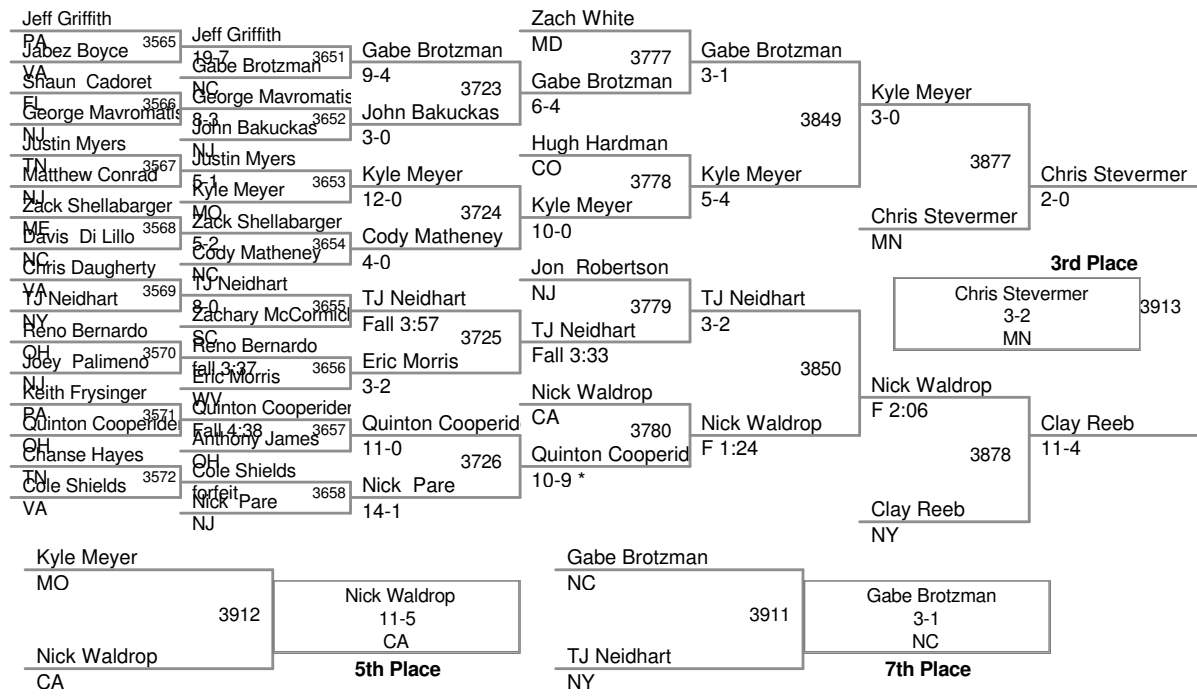 Jeff Griffith
PA
3565
Jabez Boyce
VA
Shaun Cadoret
FL
3566
George Mavromatis
NJ
Justin Myers
TN
3567
Matthew Conrad
NJ
Zack Shellabarger
ME
3568
Davis Di Lillo
NC
Chris Daugherty
VA
3569
TJ Neidhart
NY
Reno Bernardo
OH
3570
Joey Palimeno
NJ
Keith Frysinger
PA
3571
Quinton Cooperide
OH
Chanse Hayes
TN
3572
Cole Shields
VA
Jeff Griffith
19-7
3651
Gabe Brotzman
NC
George Mavromatis
8-3
3652
John Bakuckas
NJ
Justin Myers
5-1
3653
Kyle Meyer
MO
Zack Shellabarger
5-2
3654
Cody Matheney
NC
TJ Neidhart
8-0
3655
Zachary McCormic
SC
Reno Bernardo
fall 3:37
3656
Eric Morris
WV
Quinton Cooperider
Fall 4:38
3657
Anthony James
OH
Cole Shields
forfeit
3658
Nick Pare
NJ
Gabe Brotzman
9-4
3723
John Bakuckas
3-0
Kyle Meyer
12-0
3724
Cody Matheney
4-0
TJ Neidhart
Fall 3:57
3725
Eric Morris
3-2
Quinton Cooperid
11-0
3726
Nick Pare
14-1
Zach White
MD
3777
Gabe Brotzman
6-4
Hugh Hardman
CO
3778
Kyle Meyer
10-0
Jon Robertson
NJ
3779
TJ Neidhart
Fall 3:33
Nick Waldrop
CA
3780
Quinton Cooperid
10-9 *
Gabe Brotzman
3-1
3849
Kyle Meyer
5-4
TJ Neidhart
3-2
3850
Nick Waldrop
F 1:24
Kyle Meyer
3-0
3877
Chris Stevermer
MN
Nick Waldrop
F 2:06
3878
Clay Reeb
NY
Chris Stevermer
2-0
3rd Place
Chris Stevermer
3-2
MN
3913
Clay Reeb
11-4
Kyle Meyer
MO
3912
Nick Waldrop
CA
Nick Waldrop
11-5
CA
5th Place
Gabe Brotzman
NC
3911
TJ Neidhart
NY
Gabe Brotzman
3-1
NC
7th Place